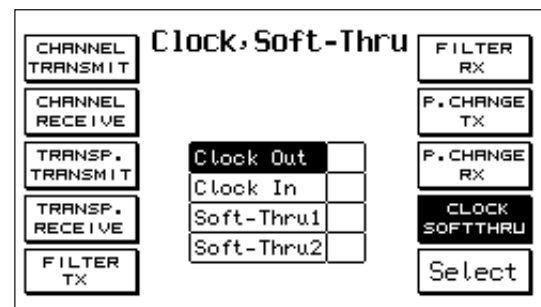 Clock,Soft-Thru
CHANNEL
TRANSMIT
CHANNEL
RECEIVE
TRANSP.
TRANSMIT
TRANSP.
RECEIVE
FILTER
TX
Clock Out
Clock In
Soft-Thru1
Soft-Thru2
FILTER
RX
P.CHANGE
TX
P.CHANGE
RX
CLOCK
SOFTTHRU
Select